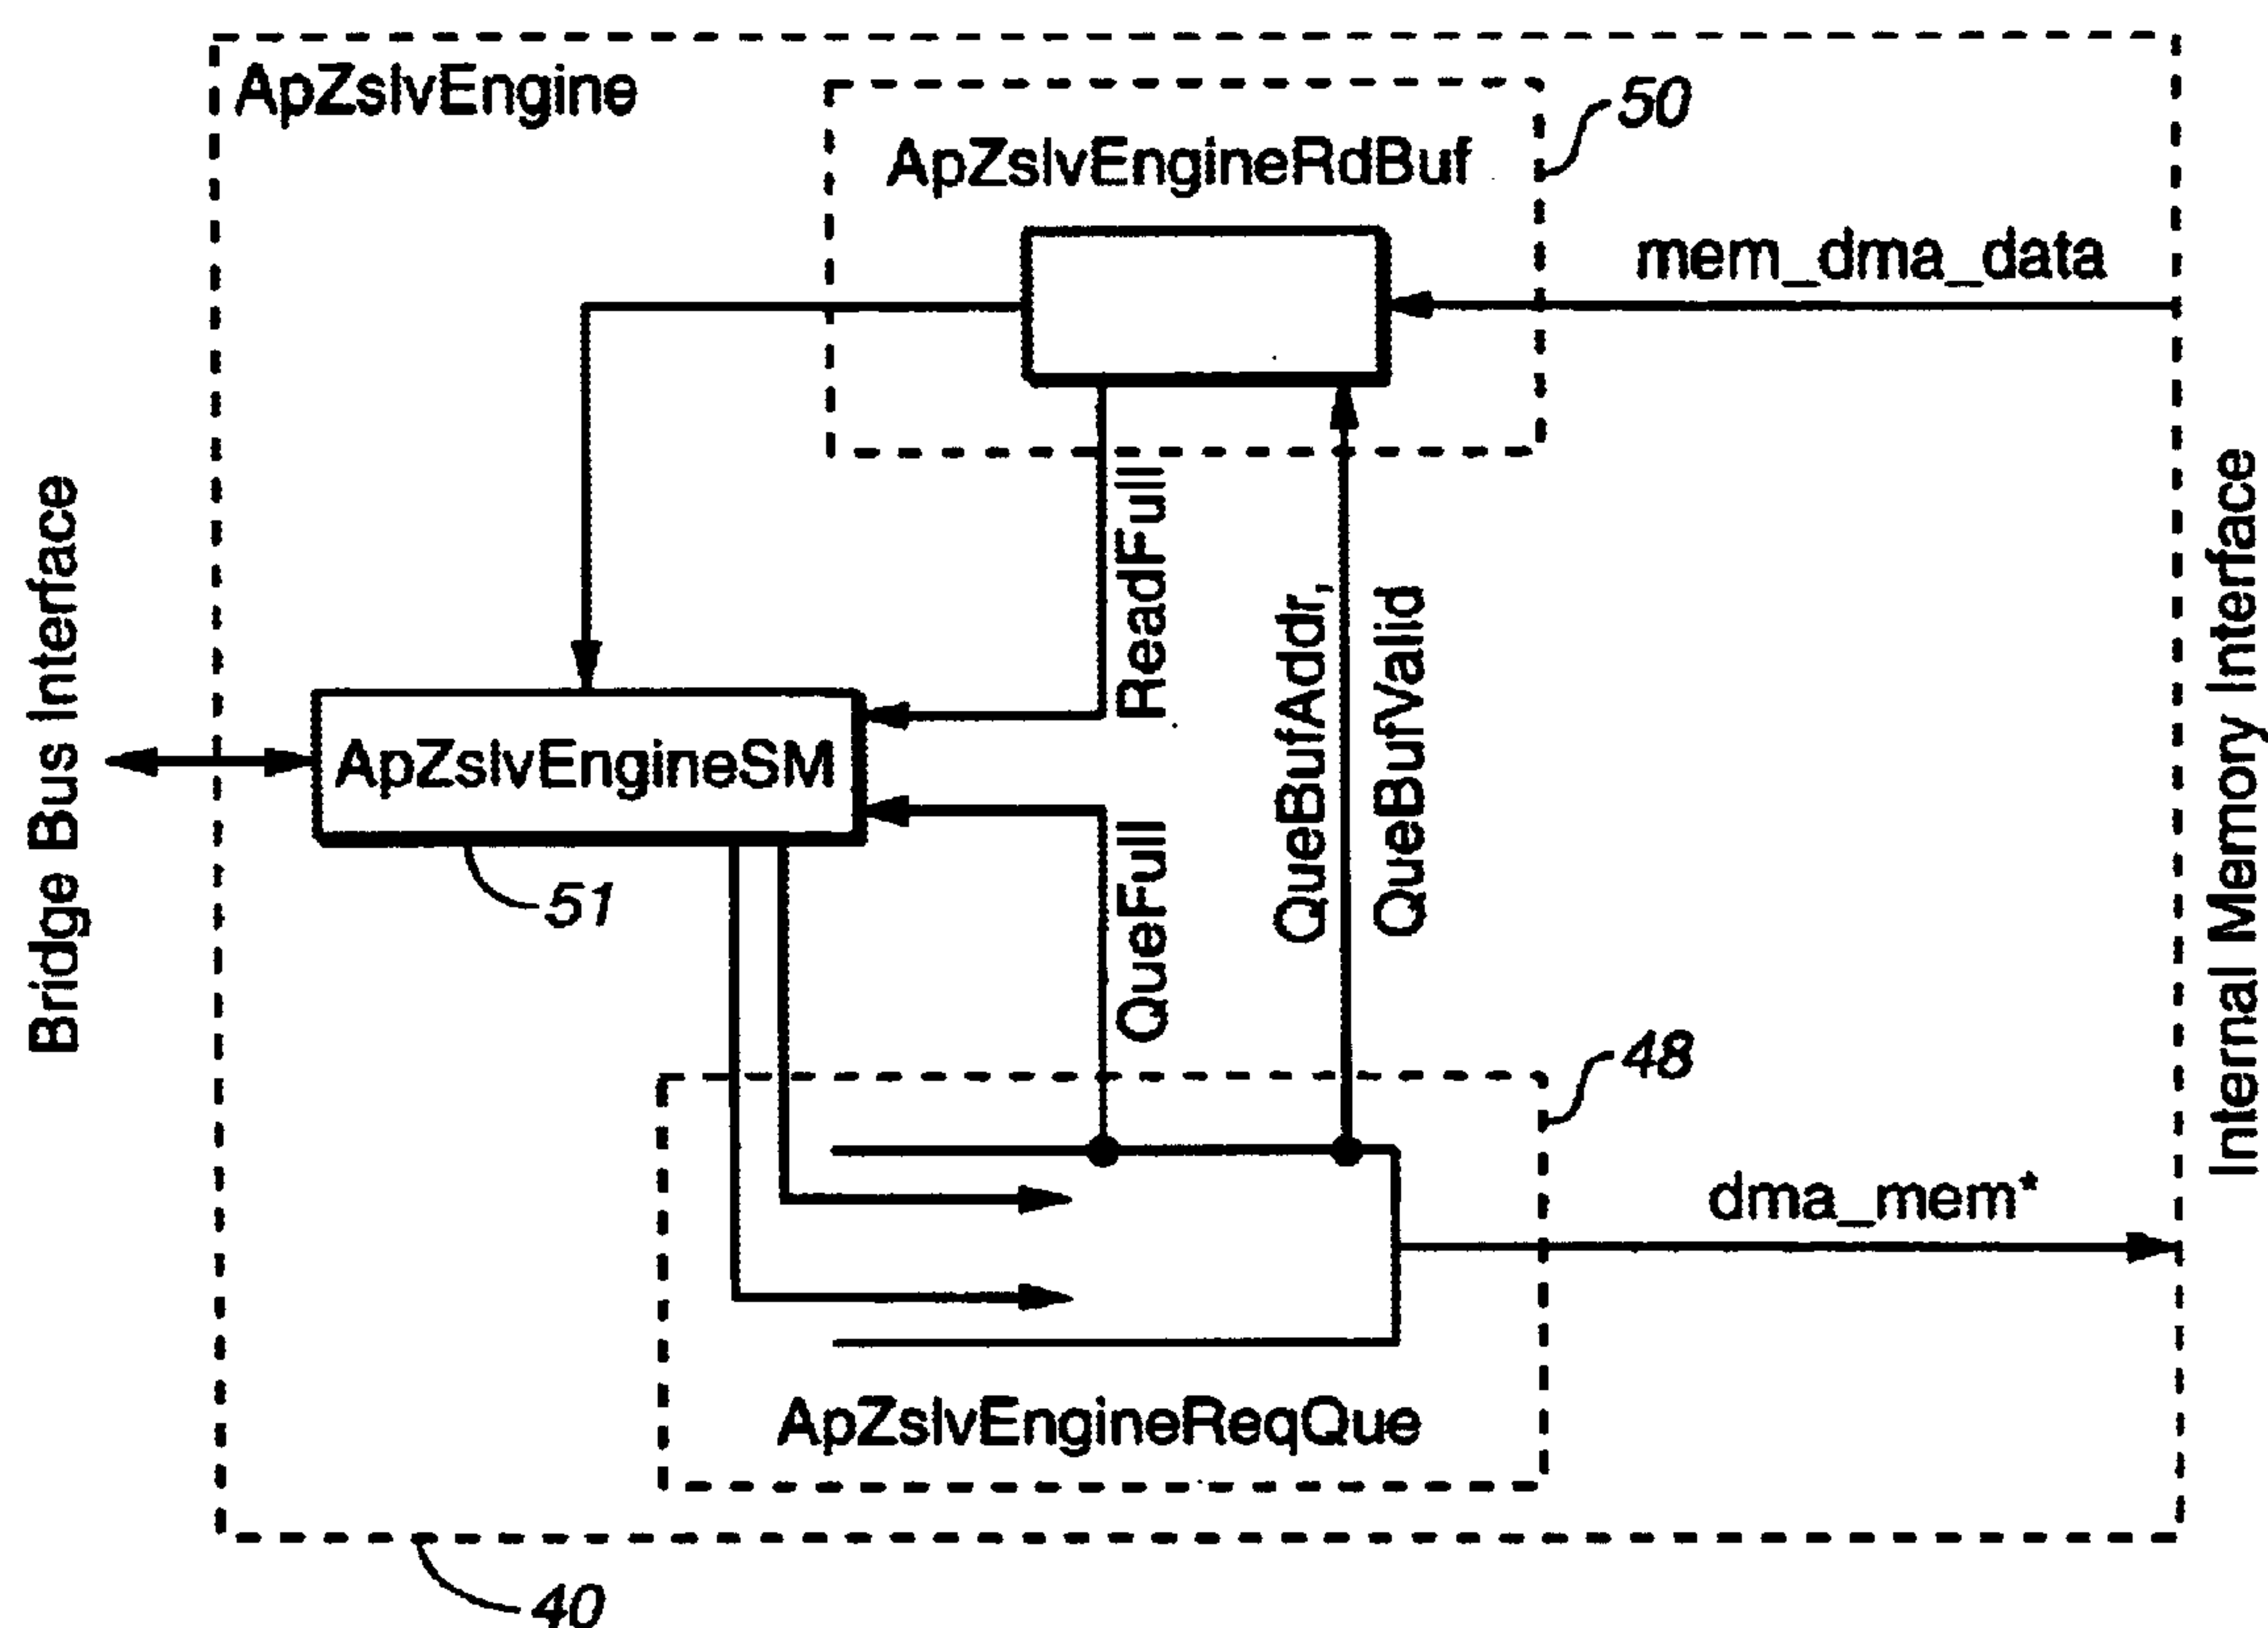 ApZslvEngine
50
ApZslvEngineRdBuf
mem_dma_data
ReadFull
QueBufAddr,
QueBufValid
Bridge Bus Interface
Internal Memory Interface
ApZslvEngineSM
51
QueFull
48
dma_mem*
ApZslvEngineReqQue
40